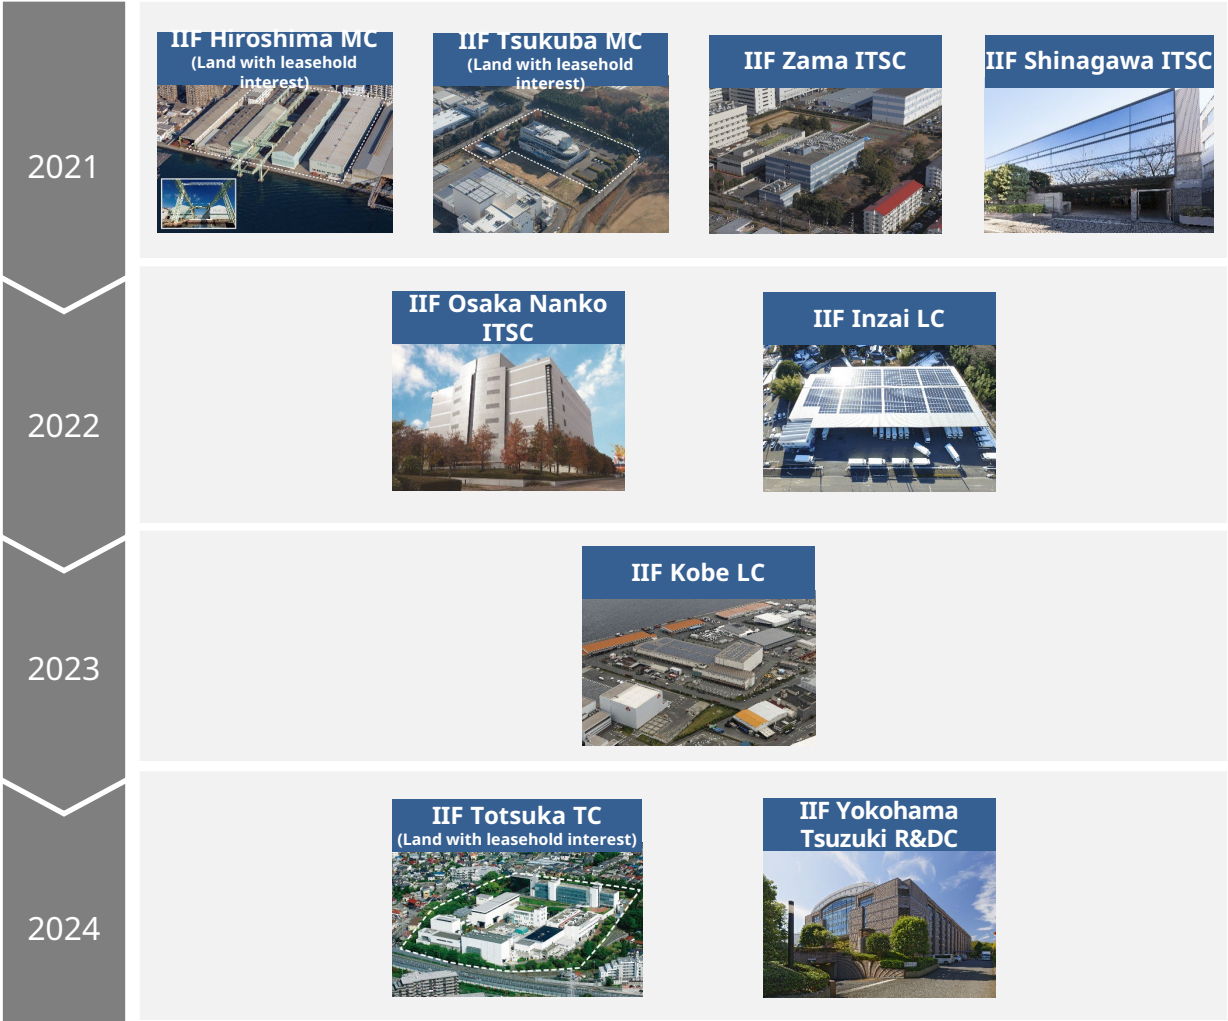 2021
IIF Hiroshima MC
(Land with leasehold
interest)
IIF Tsukuba MC
(Land with leasehold
interest)
IIF Zama ITSC
IIF Shinagawa ITSC
2022
IIF Osaka Nanko
ITSC
IIF Inzai LC
2023
IIF Kobe LC
2024
IIF Totsuka TC
(Land with leasehold interest)
IIF Yokohama
Tsuzuki R&DC